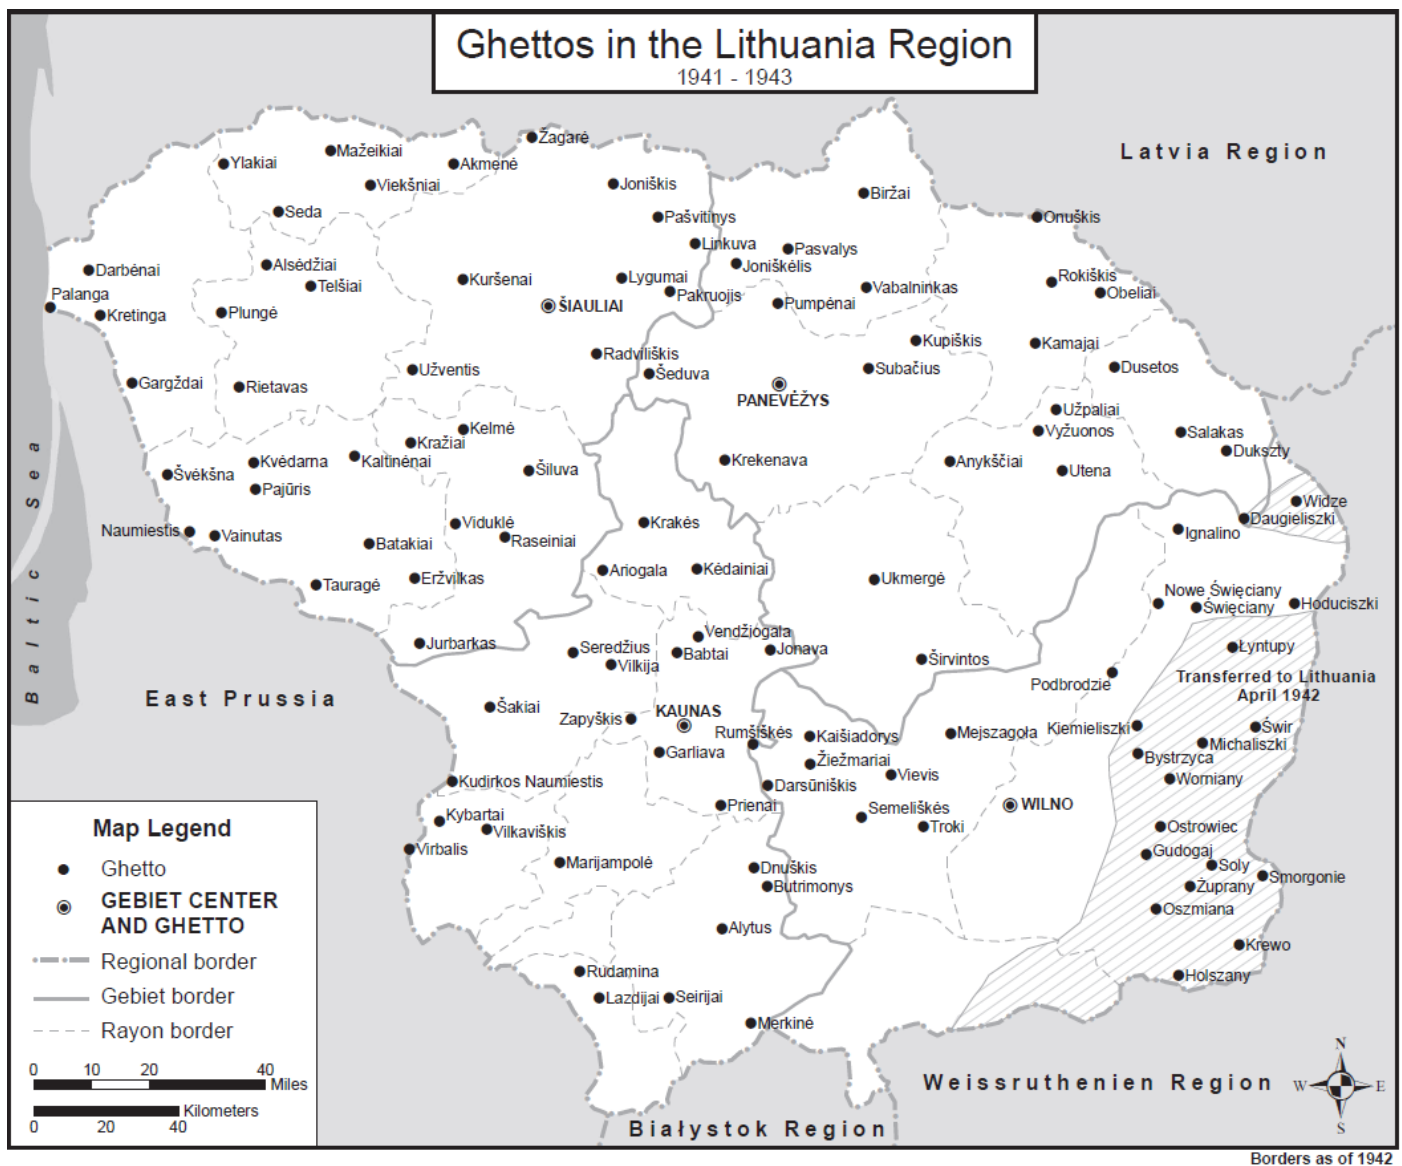 Ghettos in the Lithuania Region
1941 - 1943
Latvia Region
Žagarė
Mažeikiai
Ylakiai
Akmenė
Viekšniai
Joniškis
Biržai
Seda
Pašvitinys
Onuškis
Linkuva
Pasvalys
Alsėdžiai
Joniškėlis
Darbėnai
Telšiai
Kuršenai
Lygumai
Rokiškis
Palanga
Pakruojis
Vabalninkas
Obeliai
Kretinga
Plungė
ŠIAULIAI
Pumpėnai
Kupiškis
Kamajai
Radviliškis
Užventis
Šeduva
Subačius
Dusetos
Gargždai
Rietavas
PANEVĖŽYS
Užpaliai
Kelmė
Vyžuonos
Salakas
Kražiai
Dukszty
Kvėdarna
Kaltinėnai
Krekenava
Anykščiai
Švėkšna
Šiluva
Utena
Pajūris
Widze
Viduklė
Krakės
Daugieliszki
Naumiestis
Vainutas
Batakiai
Raseiniai
Ignalino
Ariogala
Kėdainiai
Tauragė
Eržvilkas
Ukmergė
Nowe Święciany
Święciany
Hoduciszki
Baltic Sea
Vendžiogala
Jurbarkas
Seredžius
Babtai
Jonava
Łyntupy
Vilkija
Širvintos
East Prussia
Podbrodzie
Transferred to Lithuania
April 1942
Šakiai
KAUNAS
Zapyškis
Rumšiškės
Kaišiadorys
Mejszagoła
Kiemieliszki
Świr
Garliava
Michaliszki
Žiežmariai
Bystrzyca
Kudirkos Naumiestis
Darsūniškis
Vievis
Worniany
Prienai
Semeliškės
WILNO
Kybartai
Troki
Vilkaviškis
Ostrowiec
Virbalis
Gudogaj
Marijampolė
Dnuškis
Soly
Smorgonie
Butrimonys
Żuprany
Oszmiana
Alytus
Krewo
Rudamina
Holszany
Lazdijai
Seirijai
Merkinė
Map Legend
Ghetto
GEBIET CENTER
AND GHETTO
Regional border
Gebiet border
Rayon border
0 10 20 40
Miles
Kilometers
0 20 40
Weissruthenien Region
Białystok Region
N
W E
S
Borders as of 1942